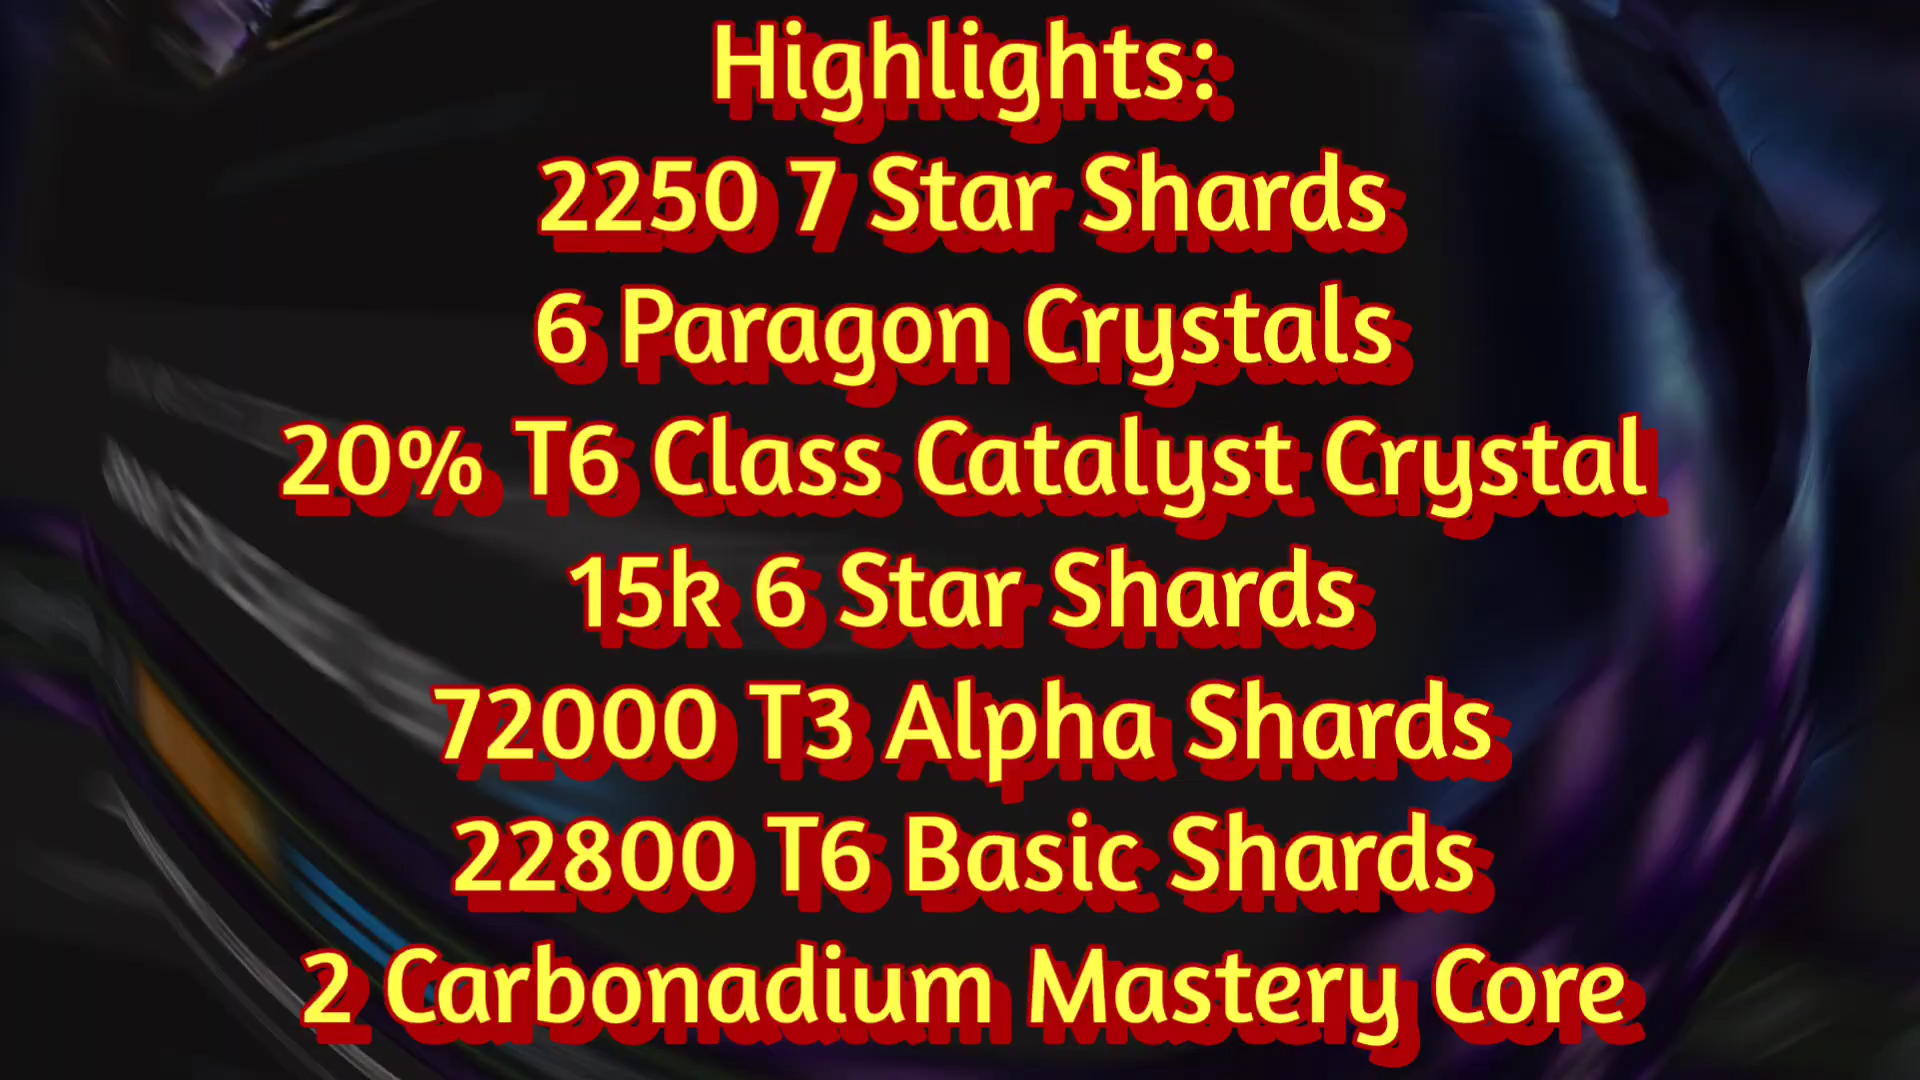 Highlights:
2250 7 Star Shards
6 Paragon Crystals
20% T6 Class Catalyst Crystal
15k 6 Star Shards
72000 T3 Alpha Shards
22800 T6 Basic Shards
2 Carbonadium Mastery Core